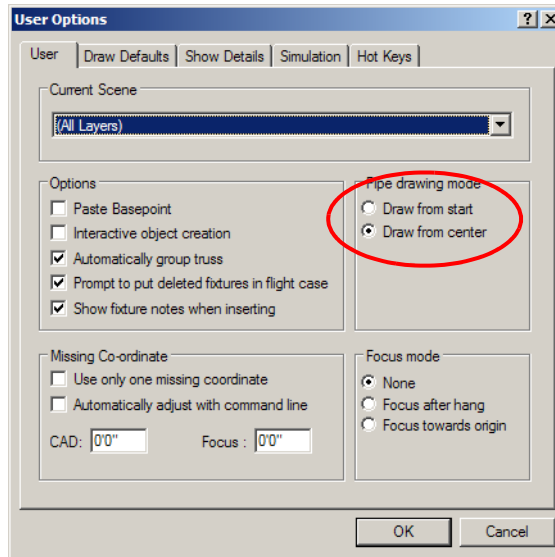 User Options
User Draw Defaults Show Details Simulation Hot Keys
Current Scene
(All Layers)
Options
Paste Basepoint
Interactive object creation
Automatically group truss
Prompt to put deleted fixtures in flight case
Show fixture notes when inserting
Pipe drawing mode
Draw from start
Draw from center
Missing Co-ordinate
Use only one missing coordinate
Automatically adjust with command line
CAD: 0'0" Focus : 0'0"
Focus mode
None
Focus after hang
Focus towards origin
OK Cancel